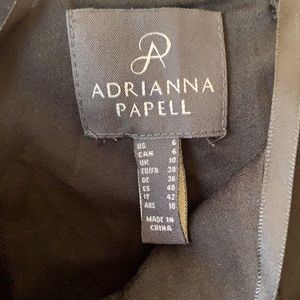 ADRIANNA
PAPELL
US 6
CAN 6
UK 10
EU/FR 38
DE 36
ES 40
IT 42
AUS 10
MADE IN
CHINA